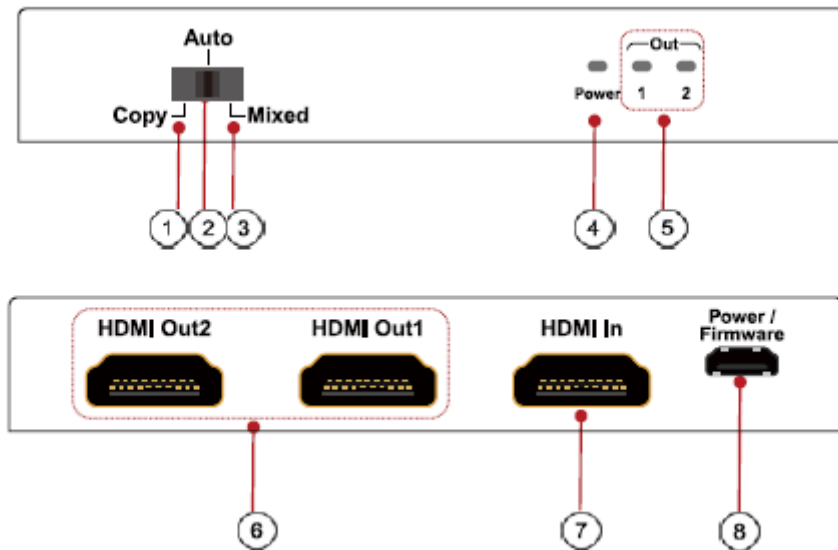 Auto
Copy
Mixed
Out
Power
1 2
1 2 3 4 5
HDMI Out2
HDMI Out1
HDMI In
Power /
Firmware
6 7 8